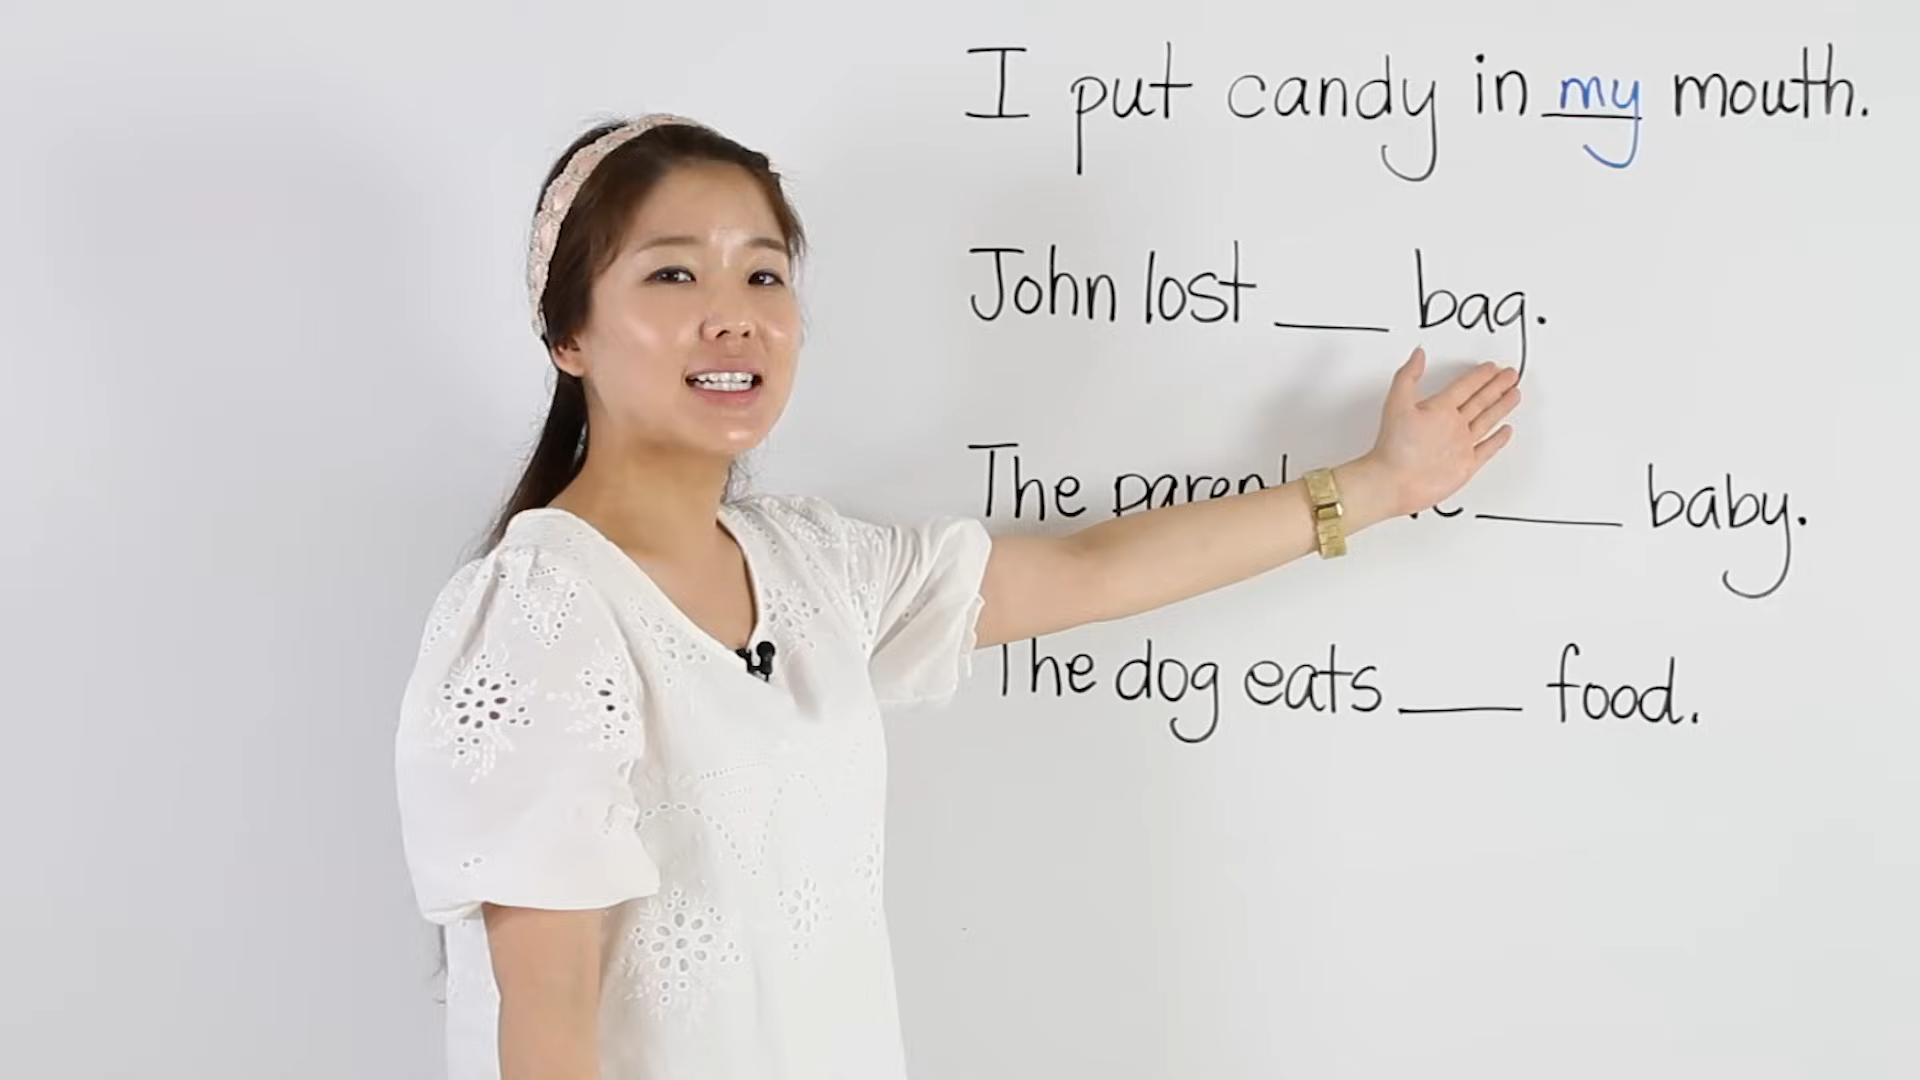 I put candy in my mouth.
John lost ___ bag.
The ___ baby.
The dog eats ___ food.